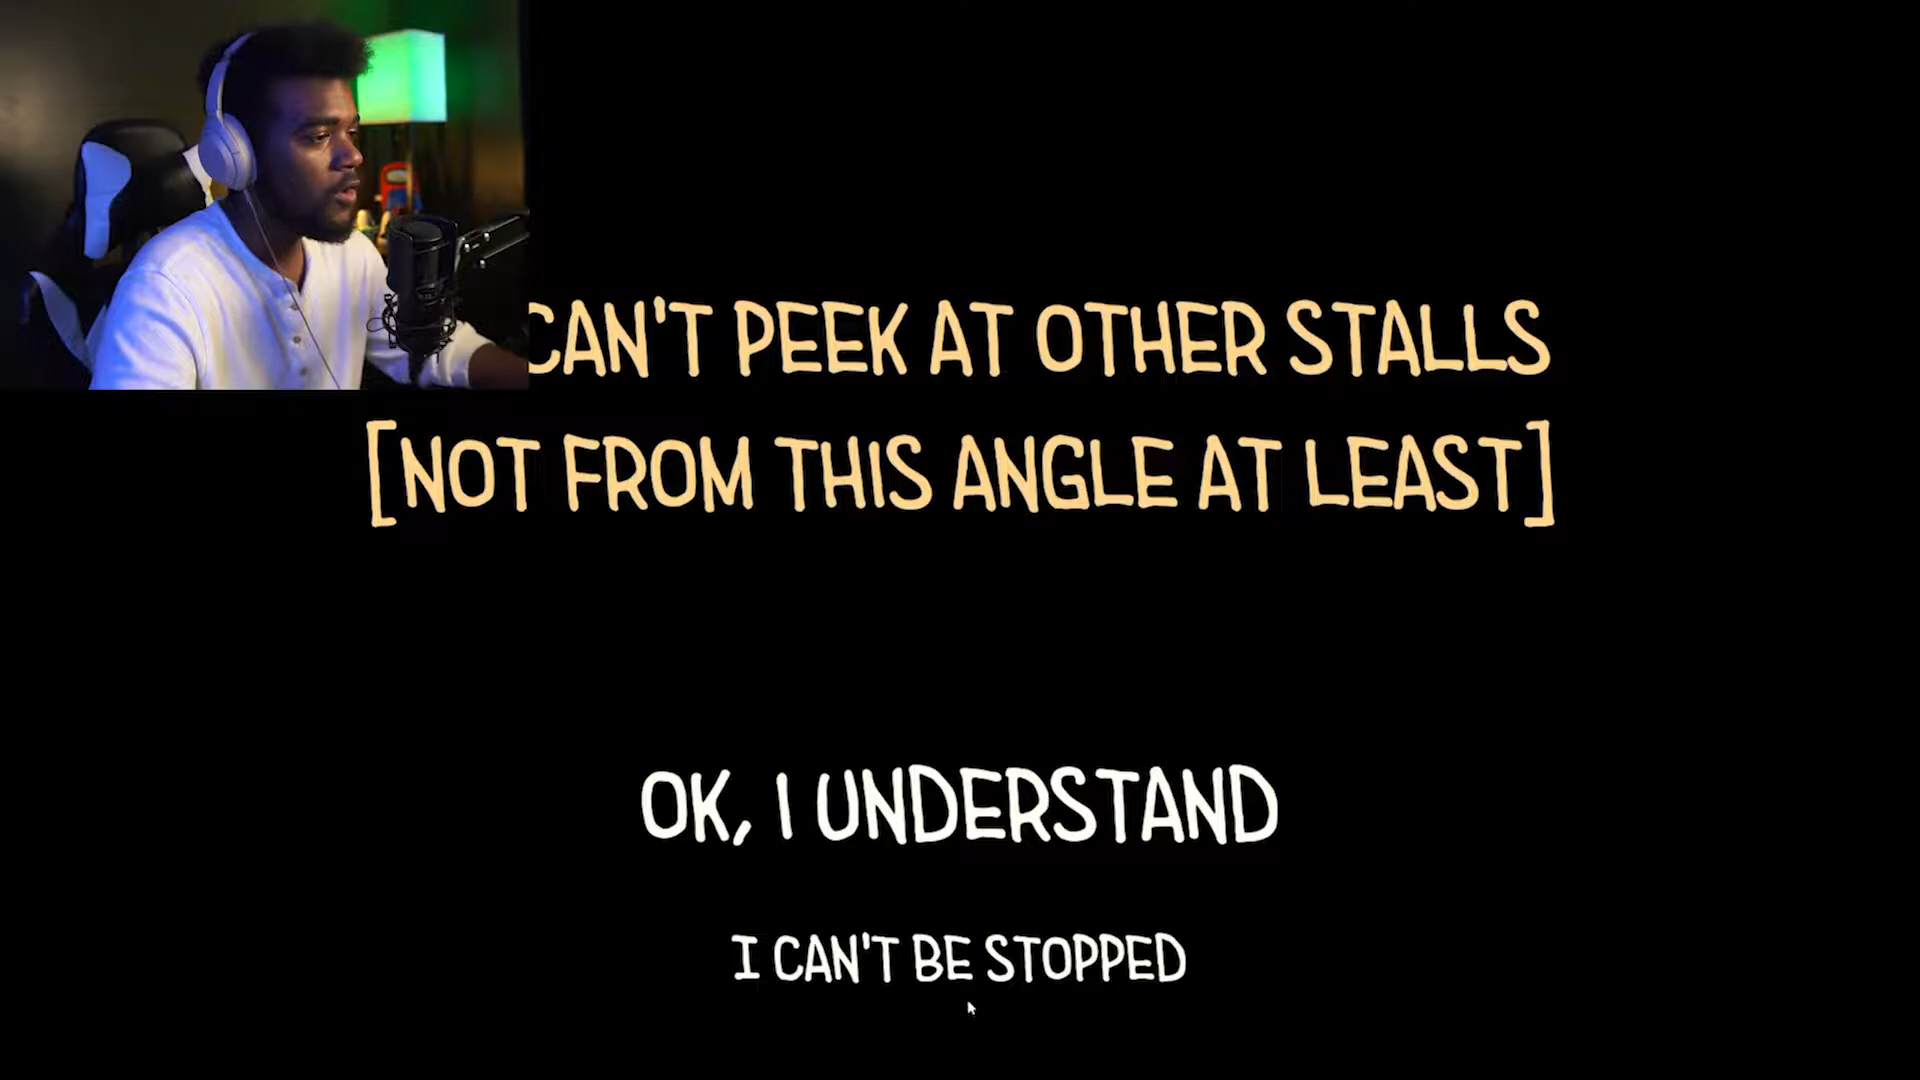 CAN'T PEEK AT OTHER STALLS
[NOT FROM THIS ANGLE AT LEAST]
OK, I UNDERSTAND
I CAN'T BE STOPPED